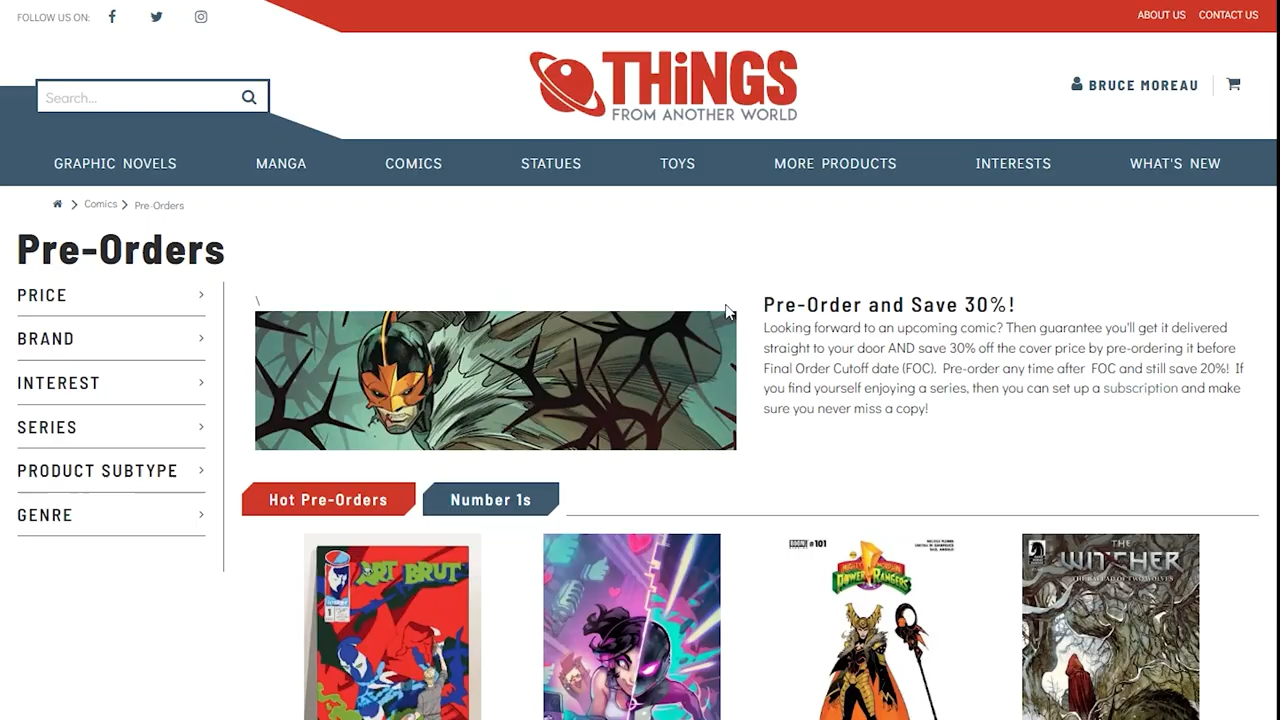 FOLLOW US ON:
ABOUT US CONTACT US
Search...
THiNGS
FROM ANOTHER WORLD
BRUCE MOREAU
GRAPHIC NOVELS MANGA COMICS STATUES TOYS MORE PRODUCTS INTERESTS WHAT'S NEW
Comics Pre-Orders
Pre-Orders
PRICE
BRAND
INTEREST
SERIES
PRODUCT SUBTYPE
GENRE
\
Pre-Order and Save 30%!
Looking forward to an upcoming comic? Then guarantee you'll get it delivered
straight to your door AND save 30% off the cover price by pre-ordering it before
Final Order Cutoff date (FOC). Pre-order any time after FOC and still save 20%! If
you find yourself enjoying a series, then you can set up a subscription and make
sure you never miss a copy!
Hot Pre-Orders Number 1s
ART BRUT
image
1
BOOM! #101
MIGHTY MORPHIN
POWER RANGERS
THE
WITCHER
THE BALLAD OF TWO WOLVES